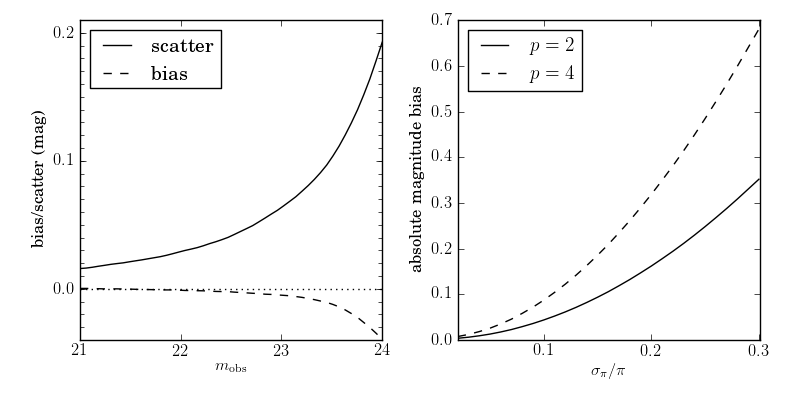 scatter
bias
0.2
0.1
0.0
bias/scatter (mag)
21 22 23 24
m_obs
p = 2
p = 4
0.7
0.6
0.5
0.4
0.3
0.2
0.1
0.0
absolute magnitude bias
0.1 0.2 0.3
σ_π/π